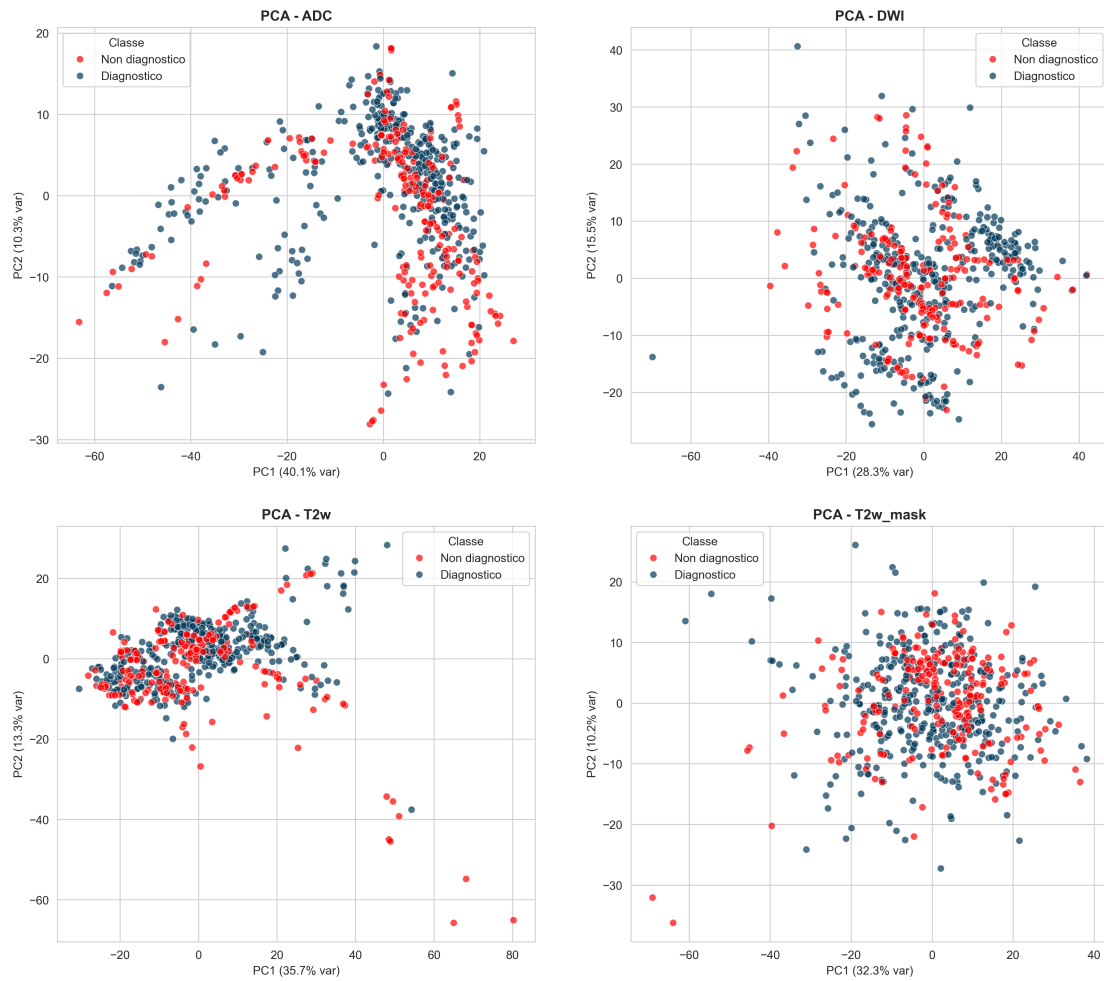 PCA - ADC
Classe
Non diagnostico
Diagnostico
20
10
0
−10
−20
−30
PC2 (10.3% var)
−60
−40
−20
0
20
PC1 (40.1% var)
PCA - DWI
Classe
Non diagnostico
Diagnostico
40
30
20
10
0
−10
−20
PC2 (15.5% var)
−60
−40
−20
0
20
40
PC1 (28.3% var)
PCA - T2w
Classe
Non diagnostico
Diagnostico
20
0
−20
−40
−60
PC2 (13.3% var)
−20
0
20
40
60
80
PC1 (35.7% var)
PCA - T2w_mask
Classe
Non diagnostico
Diagnostico
20
10
0
−10
−20
−30
PC2 (10.2% var)
−60
−40
−20
0
20
40
PC1 (32.3% var)